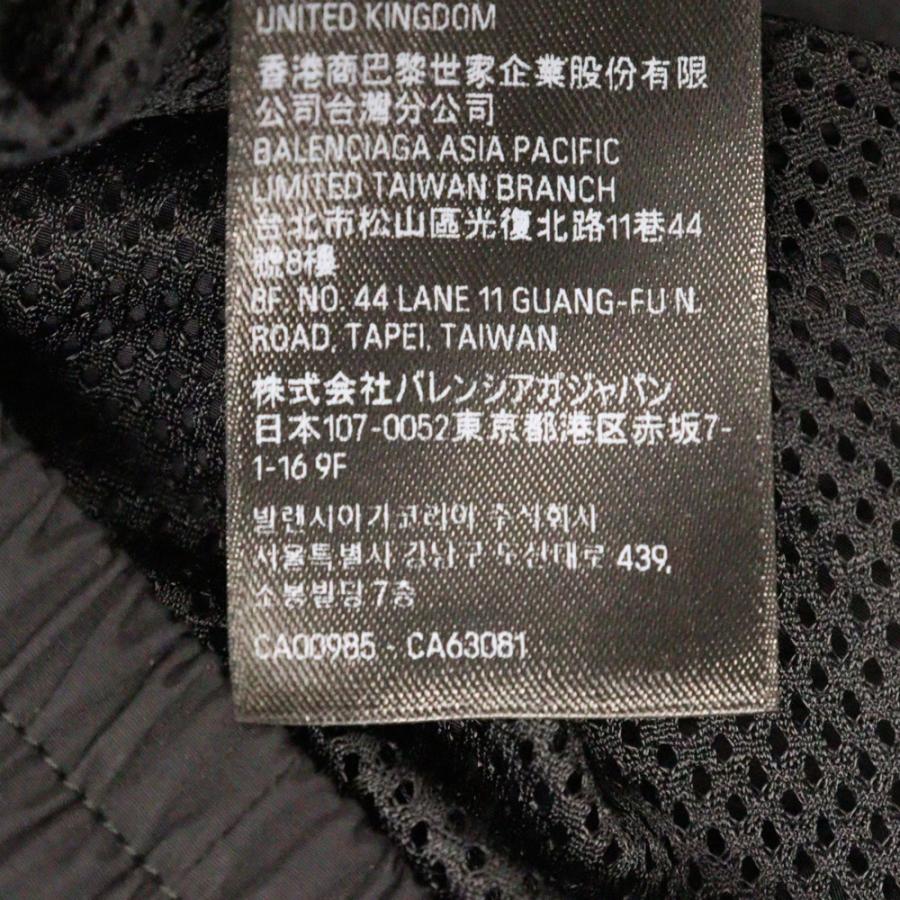 UNITED KINGDOM
香港商巴黎世家企業股份有限
公司台灣分公司
BALENCIAGA ASIA PACIFIC
LIMITED TAIWAN BRANCH
台北市松山區光復北路11巷44
號8樓
8F. NO. 44 LANE 11 GUANG-FU N.
ROAD, TAPEI, TAIWAN
株式会社バレンシアガジャパン
日本107-0052東京都港区赤坂7-
1-16 9F
발렌시아가코리아 주식회사
서울특별시 강남구 도산대로 439,
소봉빌딩 7층
CA00985 - CA63081